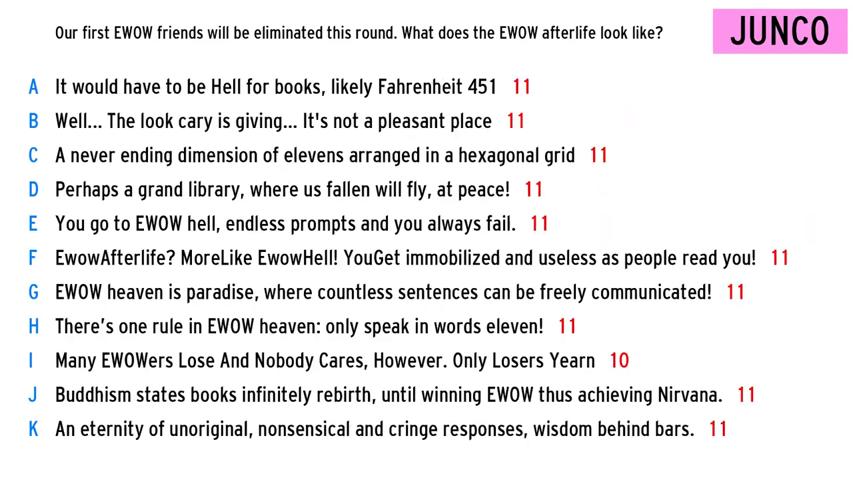 Our first EWOW friends will be eliminated this round. What does the EWOW afterlife look like?
JUNCO
A It would have to be Hell for books, likely Fahrenheit 451 11
B Well... The look cary is giving... It's not a pleasant place 11
C A never ending dimension of elevens arranged in a hexagonal grid 11
D Perhaps a grand library, where us fallen will fly, at peace! 11
E You go to EWOW hell, endless prompts and you always fail. 11
F EwowAfterlife? MoreLike EwowHell! YouGet immobilized and useless as people read you! 11
G EWOW heaven is paradise, where countless sentences can be freely communicated! 11
H There's one rule in EWOW heaven: only speak in words eleven! 11
I Many EWOWers Lose And Nobody Cares, However. Only Losers Yearn 10
J Buddhism states books infinitely rebirth, until winning EWOW thus achieving Nirvana. 11
K An eternity of unoriginal, nonsensical and cringe responses, wisdom behind bars. 11